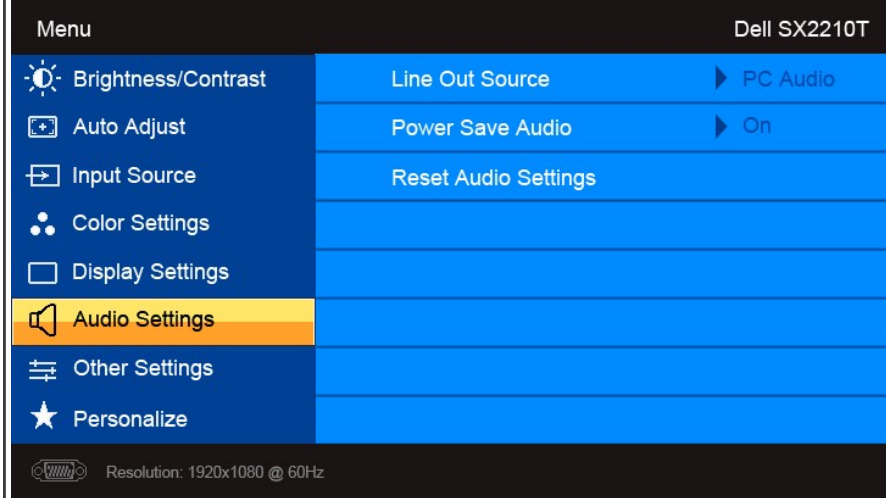 Menu Dell SX2210T
Brightness/Contrast Line Out Source PC Audio
Auto Adjust Power Save Audio On
Input Source Reset Audio Settings
Color Settings
Display Settings
Audio Settings
Other Settings
Personalize
Resolution: 1920x1080 @ 60Hz